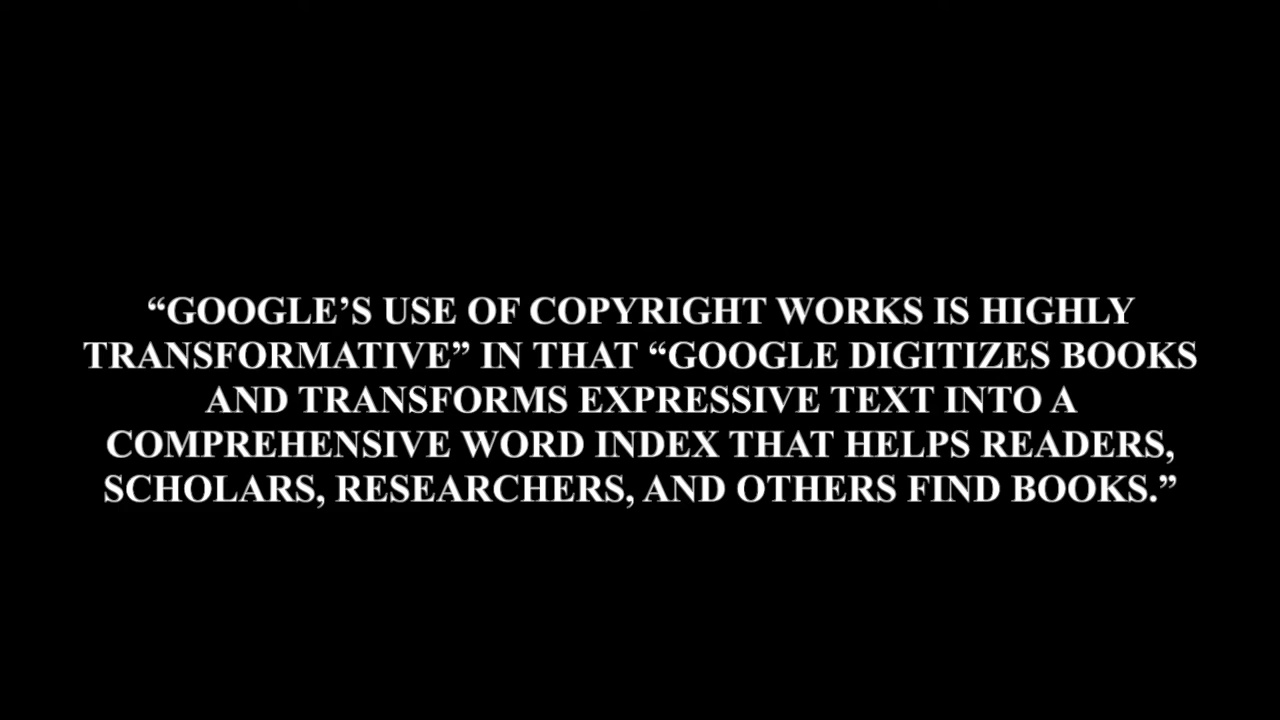 “GOOGLE’S USE OF COPYRIGHT WORKS IS HIGHLY
TRANSFORMATIVE” IN THAT “GOOGLE DIGITIZES BOOKS
AND TRANSFORMS EXPRESSIVE TEXT INTO A
COMPREHENSIVE WORD INDEX THAT HELPS READERS,
SCHOLARS, RESEARCHERS, AND OTHERS FIND BOOKS.”